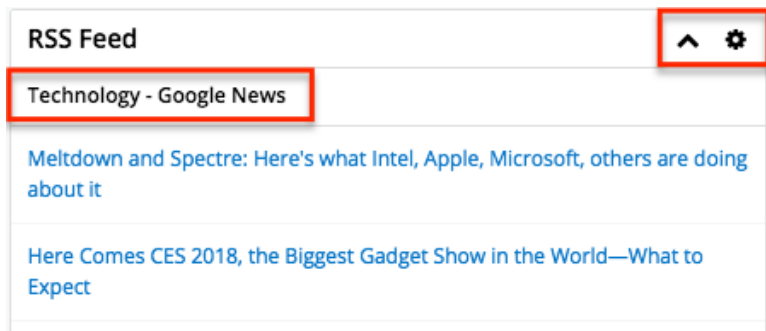 RSS Feed
Technology - Google News
Meltdown and Spectre: Here's what Intel, Apple, Microsoft, others are doing
about it
Here Comes CES 2018, the Biggest Gadget Show in the World—What to
Expect